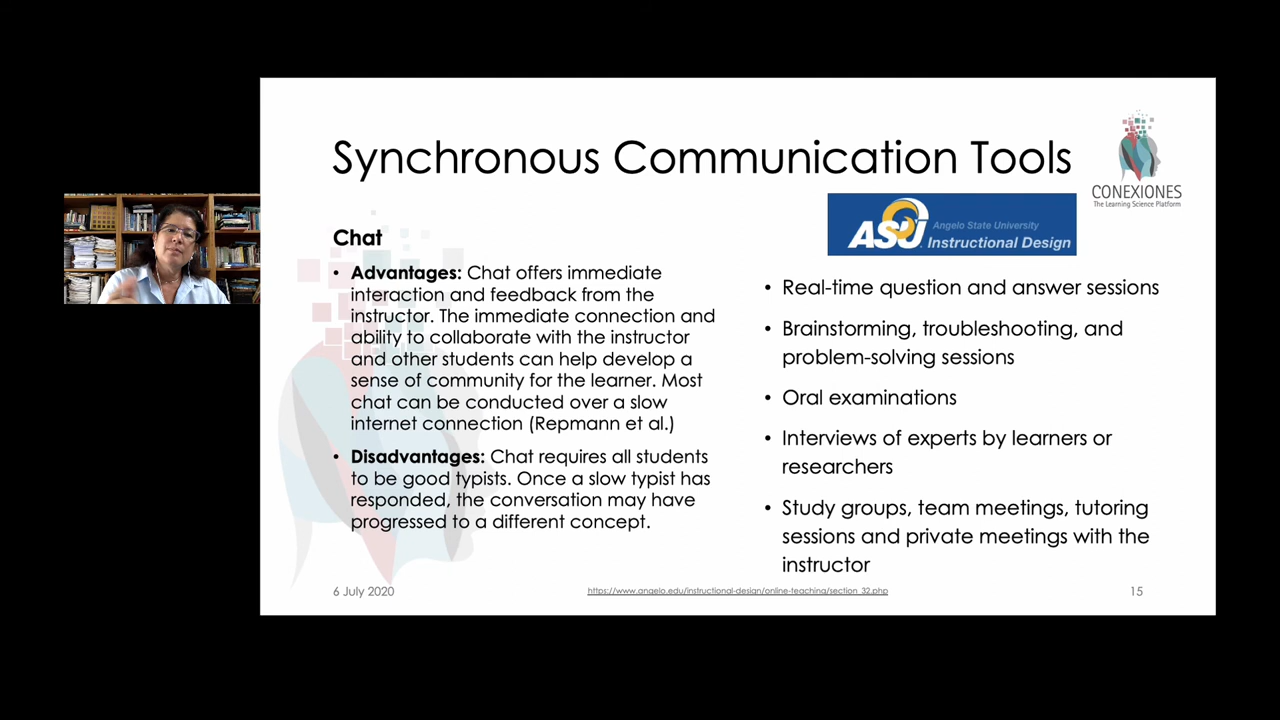 Synchronous Communication Tools
CONEXIONES
The Learning Science Platform
ASU
Angelo State University
Instructional Design
Chat
• Advantages: Chat offers immediate
interaction and feedback from the
instructor. The immediate connection and
ability to collaborate with the instructor
and other students can help develop a
sense of community for the learner. Most
chat can be conducted over a slow
internet connection (Repmann et al.)
• Disadvantages: Chat requires all students
to be good typists. Once a slow typist has
responded, the conversation may have
progressed to a different concept.
• Real-time question and answer sessions
• Brainstorming, troubleshooting, and
problem-solving sessions
• Oral examinations
• Interviews of experts by learners or
researchers
• Study groups, team meetings, tutoring
sessions and private meetings with the
instructor
6 July 2020
https://www.angelo.edu/instructional-design/online-teaching/section_32.php
15